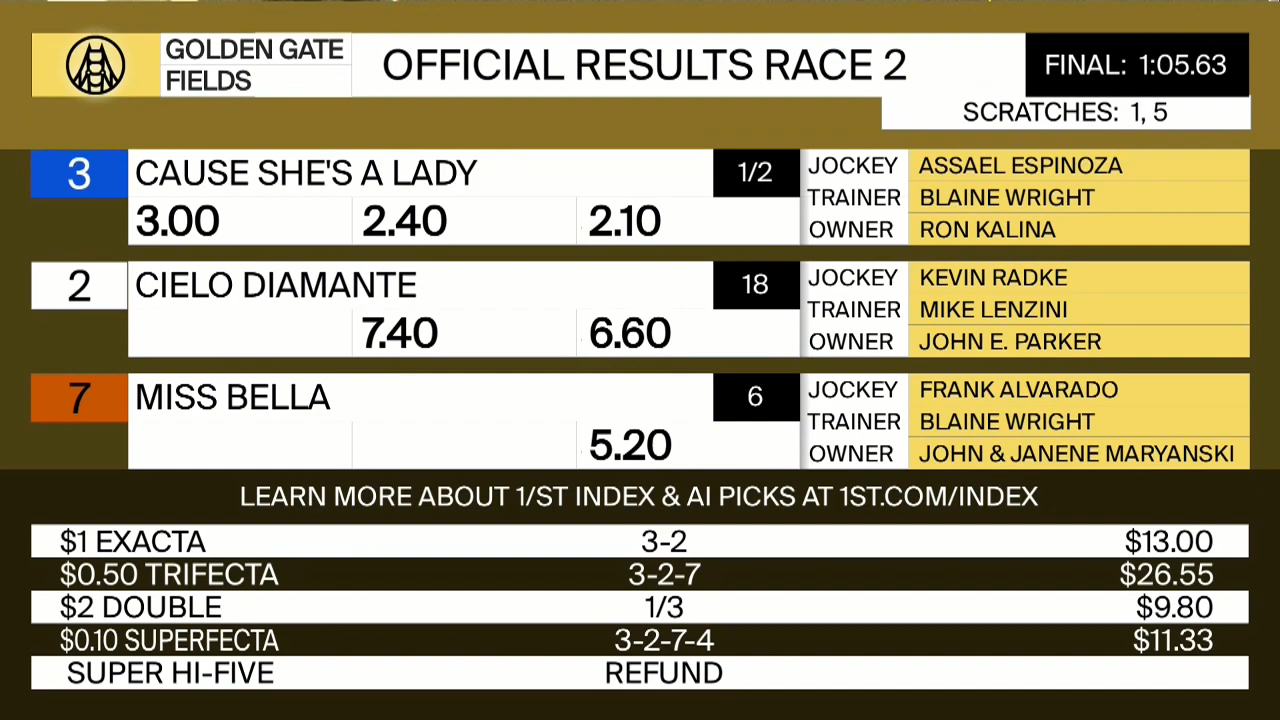 GOLDEN GATE
FIELDS
OFFICIAL RESULTS RACE 2
FINAL: 1:05.63
SCRATCHES: 1, 5
3 CAUSE SHE'S A LADY 1/2
3.00 2.40 2.10
JOCKEY ASSAEL ESPINOZA
TRAINER BLAINE WRIGHT
OWNER RON KALINA
2 CIELO DIAMANTE 18
7.40 6.60
JOCKEY KEVIN RADKE
TRAINER MIKE LENZINI
OWNER JOHN E. PARKER
7 MISS BELLA 6
5.20
JOCKEY FRANK ALVARADO
TRAINER BLAINE WRIGHT
OWNER JOHN & JANENE MARYANSKI
LEARN MORE ABOUT 1/ST INDEX & AI PICKS AT 1ST.COM/INDEX
$1 EXACTA 3-2 $13.00
$0.50 TRIFECTA 3-2-7 $26.55
$2 DOUBLE 1/3 $9.80
$0.10 SUPERFECTA 3-2-7-4 $11.33
SUPER HI-FIVE REFUND